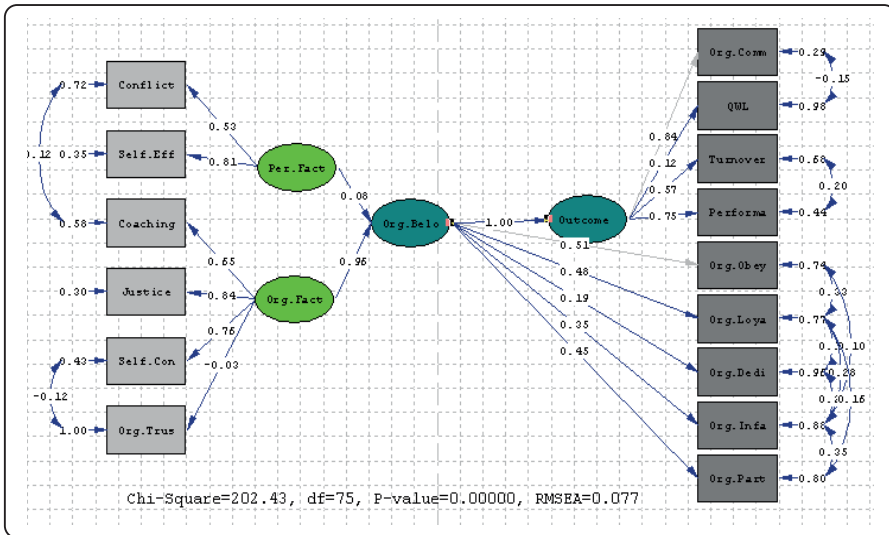 Conflict
Self.Eff
Coaching
Justice
Self.Con
Org.Trus
0.72
0.35
0.58
0.30
0.43
1.00
-0.12
0.53
0.81
0.65
0.84
0.76
-0.03
Per.Fact
Org.Fact
0.08
0.95
Org.Belo
1.00
Outcome
0.84
0.12
0.57
0.75
0.51
0.48
0.19
0.35
0.45
Org.Comm
QWL
Turnover
Performa
Org.Obey
Org.Loya
Org.Dedi
Org.Infa
Org.Part
0.29
0.98
0.68
0.44
0.74
0.77
0.88
0.80
-0.15
0.20
0.33
0.35
Chi-Square=202.43, df=75, P-value=0.00000, RMSEA=0.077